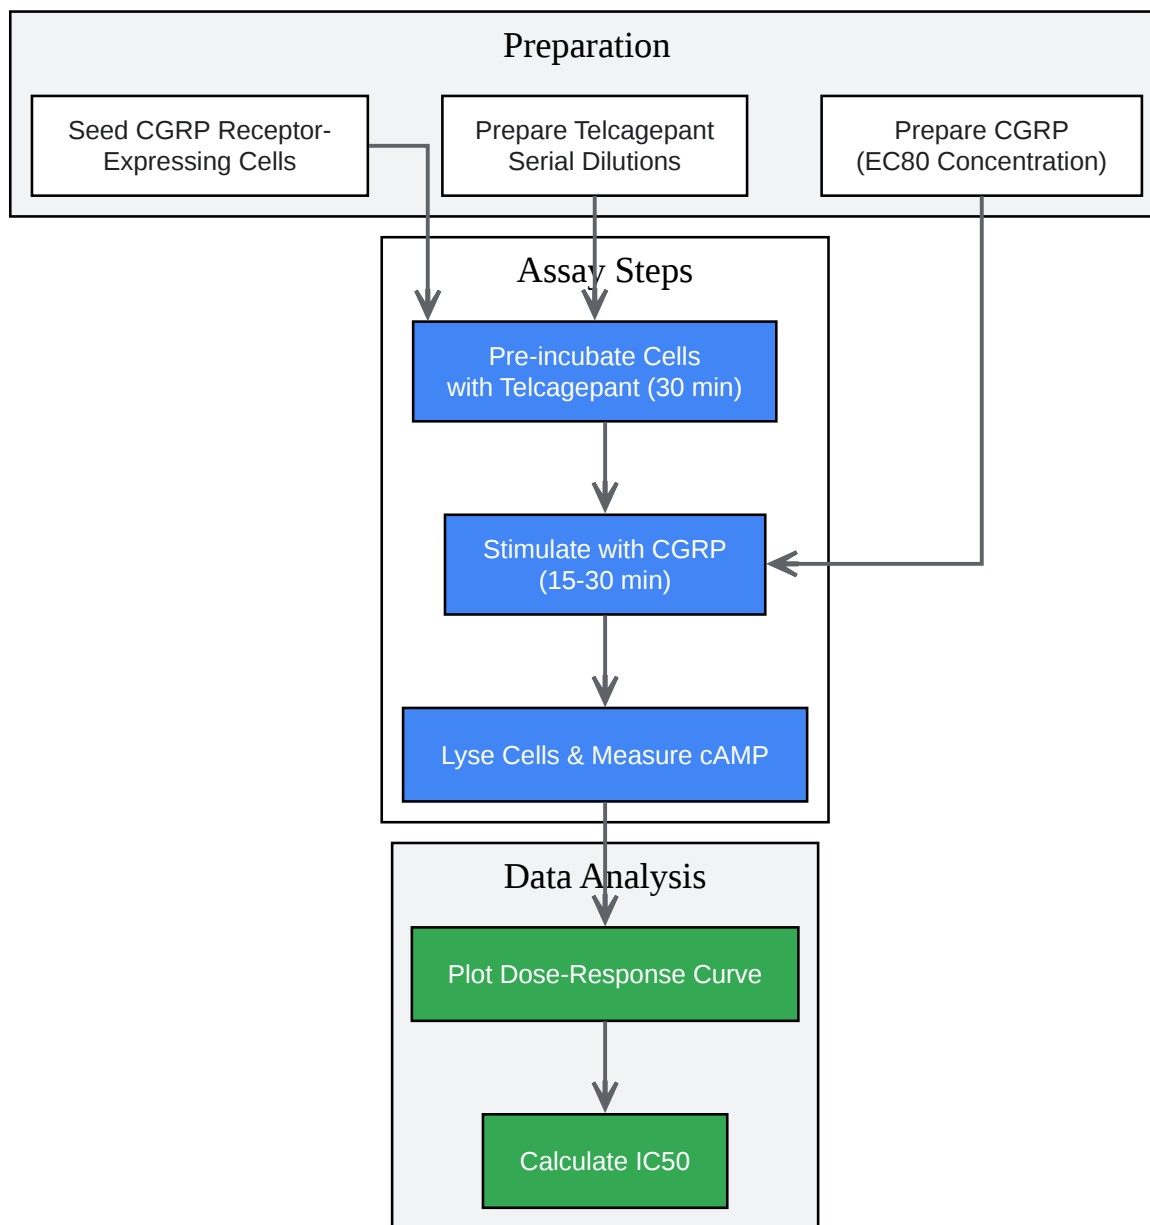 Preparation
Seed CGRP Receptor-
Expressing Cells
Prepare Telcagepant
Serial Dilutions
Prepare CGRP
(EC80 Concentration)
Assay Steps
Pre-incubate Cells
with Telcagepant (30 min)
Stimulate with CGRP
(15-30 min)
Lyse Cells & Measure cAMP
Data Analysis
Plot Dose-Response Curve
Calculate IC50